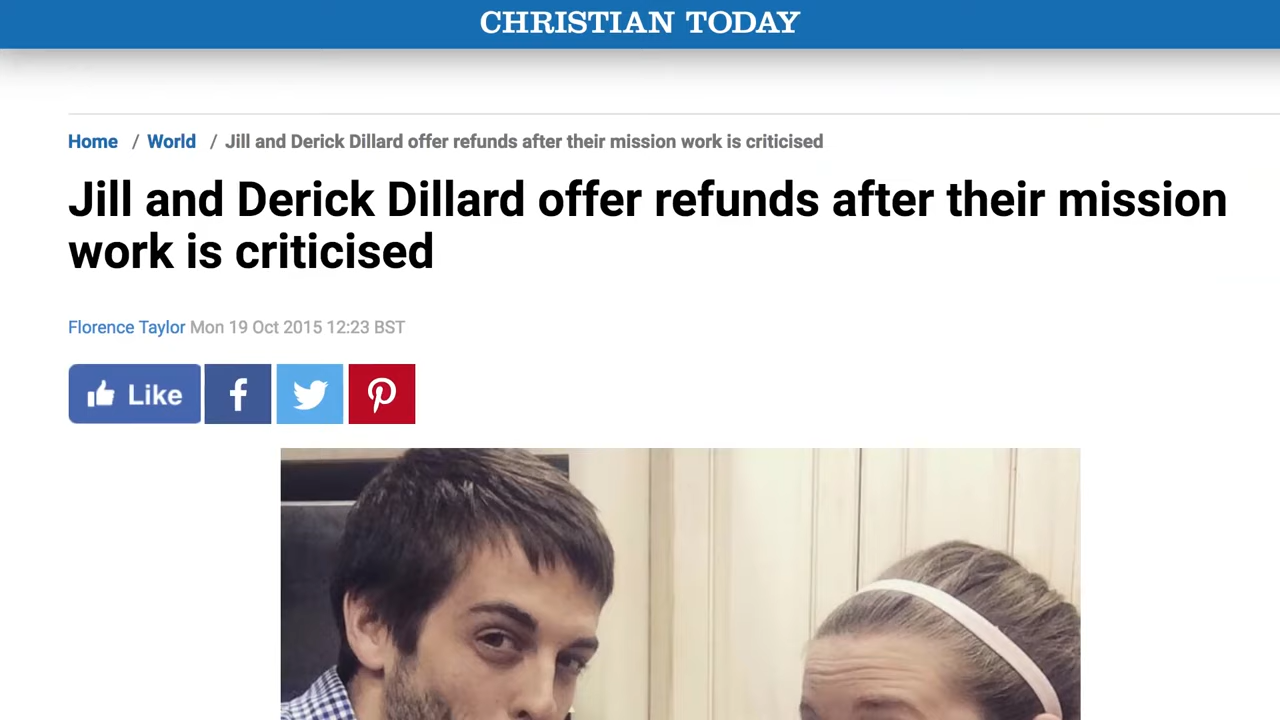 CHRISTIAN TODAY
Home / World / Jill and Derick Dillard offer refunds after their mission work is criticised
Jill and Derick Dillard offer refunds after their mission
work is criticised
Florence Taylor Mon 19 Oct 2015 12:23 BST
Like